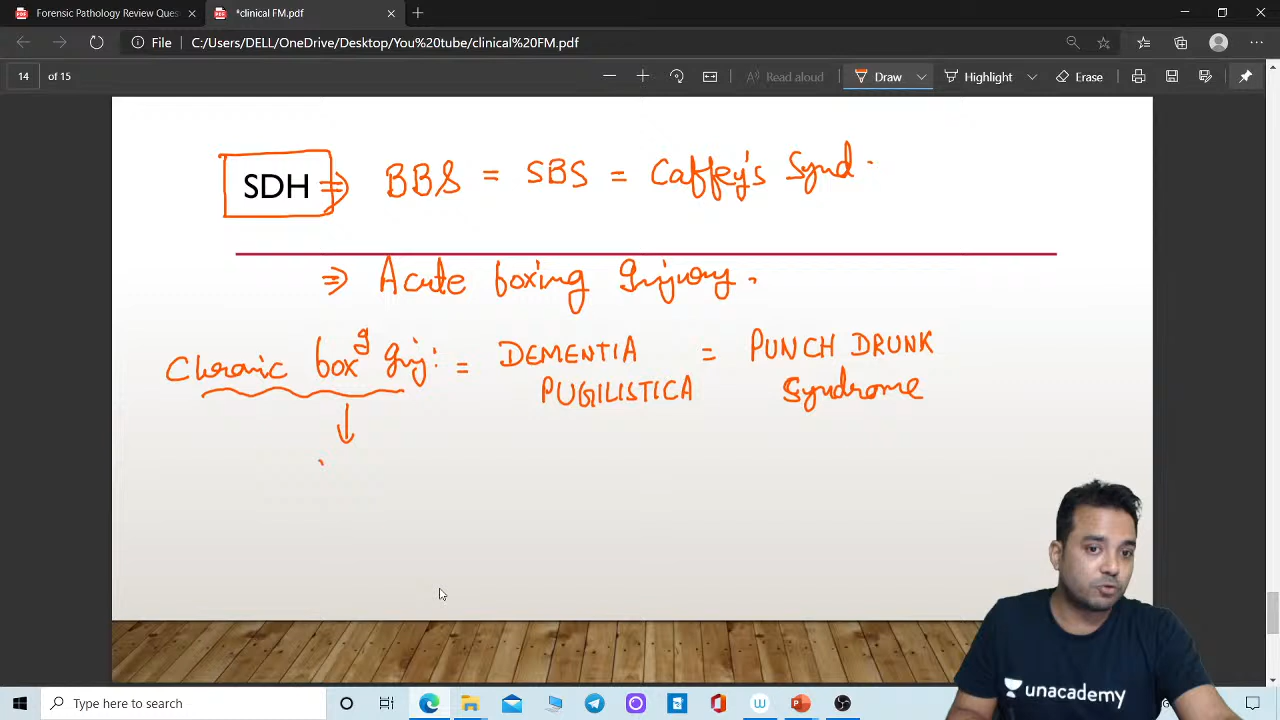 Forensic Pathology Review Ques
*clinical FM.pdf
File
C:/Users/DELL/OneDrive/Desktop/You%20tube/clinical%20FM.pdf
14 of 15
Read aloud
Draw
Highlight
Erase
SDH ⇒ BBS = SBS = Caffey's Synd.
⇒ Acute boxing Injury.
Chronic box^g Inj: = DEMENTIA PUGILISTICA = PUNCH DRUNK Syndrome
unacademy
Type here to search